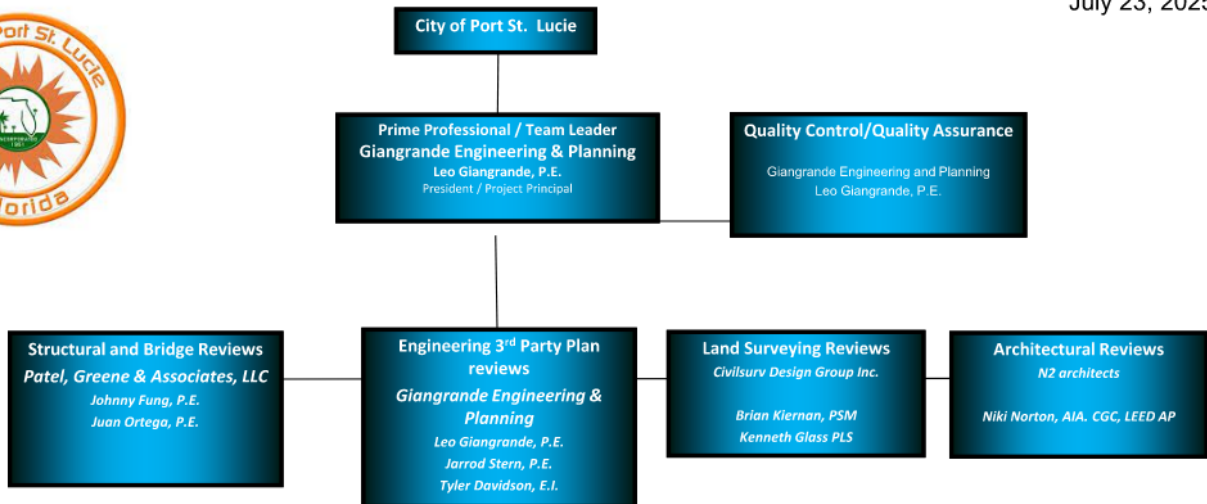 July 23, 2025
Port St. Lucie
INCORPORATED
1961
Florida
City of Port St. Lucie
Prime Professional / Team Leader
Giangrande Engineering & Planning
Leo Giangrande, P.E.
President / Project Principal
Quality Control/Quality Assurance
Giangrande Engineering and Planning
Leo Giangrande, P.E.
Structural and Bridge Reviews
Patel, Greene & Associates, LLC
Johnny Fung, P.E.
Juan Ortega, P.E.
Engineering 3rd Party Plan
reviews
Giangrande Engineering &
Planning
Leo Giangrande, P.E.
Jarrod Stern, P.E.
Tyler Davidson, E.I.
Land Surveying Reviews
Civilsurv Design Group Inc.
Brian Kiernan, PSM
Kenneth Glass PLS
Architectural Reviews
N2 architects
Niki Norton, AIA. CGC, LEED AP